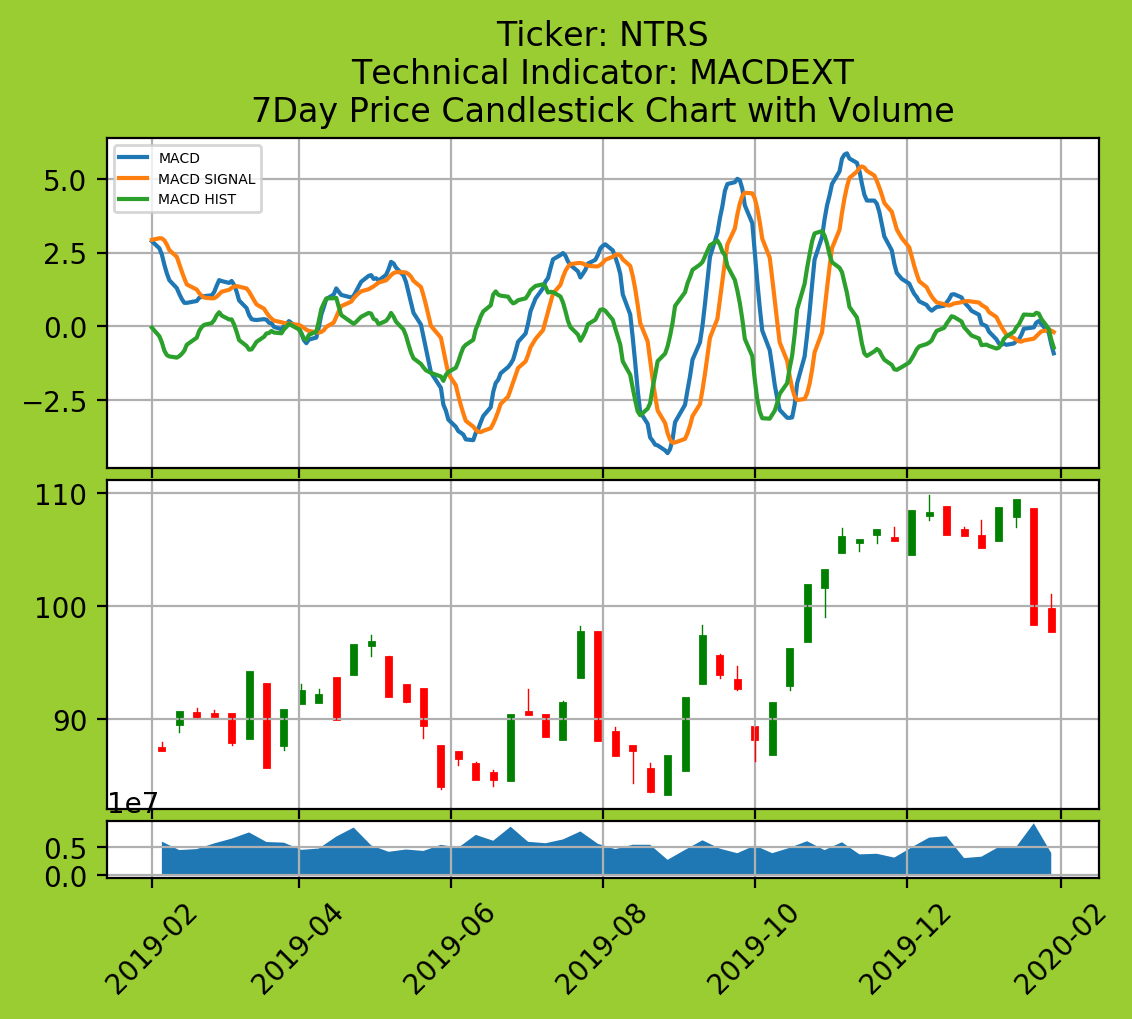 Ticker: NTRS
Technical Indicator: MACDEXT
7Day Price Candlestick Chart with Volume
MACD
MACD SIGNAL
MACD HIST
5.0
2.5
0.0
−2.5
110
100
90
1e7
0.5
0.0
2019-02
2019-04
2019-06
2019-08
2019-10
2019-12
2020-02